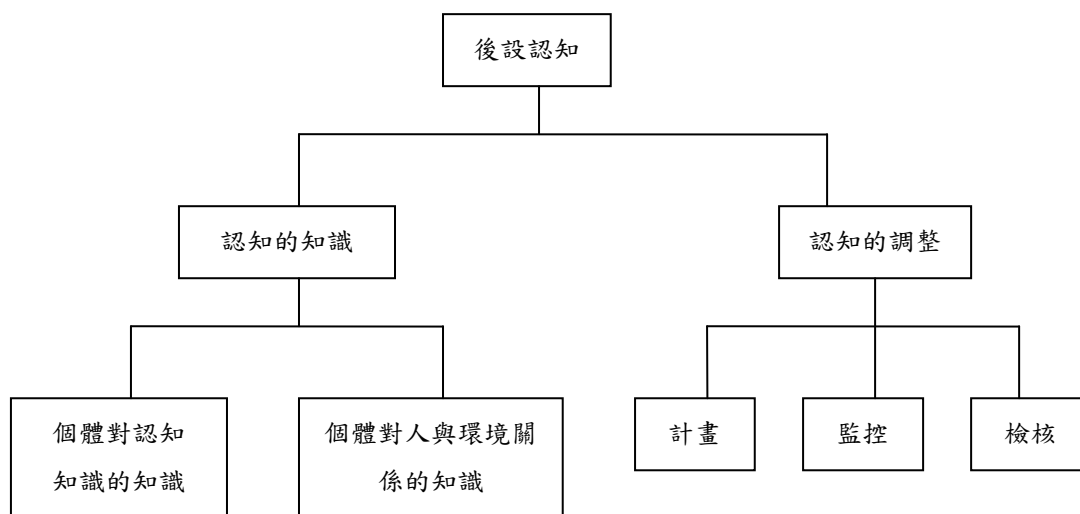 後設認知
認知的知識
認知的調整
個體對認知
知識的知識
個體對人與環境關
係的知識
計畫
監控
檢核